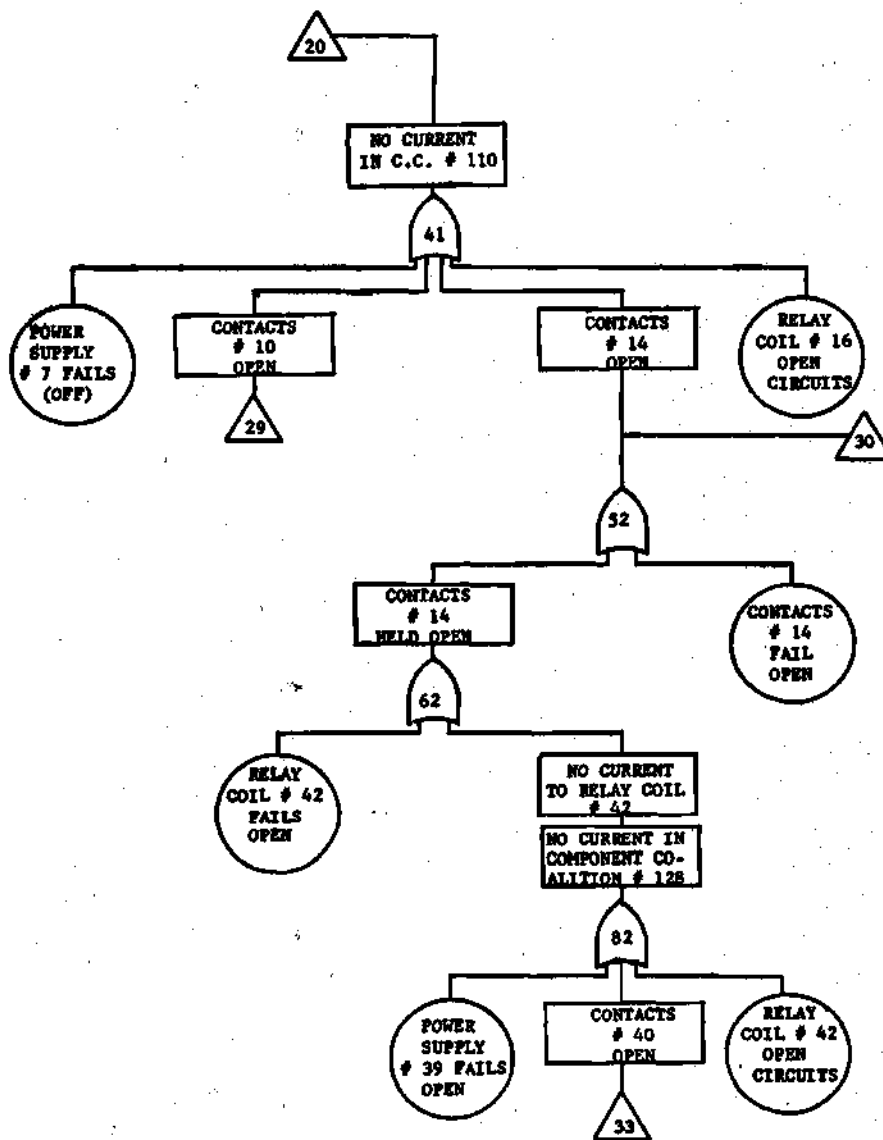 20
NO CURRENT
IN C.C. # 110
41
POWER
SUPPLY
# 7 FAILS
(OFF)
CONTACTS
# 10
OPEN
CONTACTS
# 14
OPEN
RELAY
COIL # 16
OPEN
CIRCUITS
29
30
52
CONTACTS
# 14
HELD OPEN
CONTACTS
# 14
FAIL
OPEN
62
RELAY
COIL # 42
FAILS
OPEN
NO CURRENT
TO RELAY COIL
# 42
NO CURRENT IN
COMPONENT CO-
ALITION # 128
82
POWER
SUPPLY
# 39 FAILS
OPEN
CONTACTS
# 40
OPEN
RELAY
COIL # 42
OPEN
CIRCUITS
33